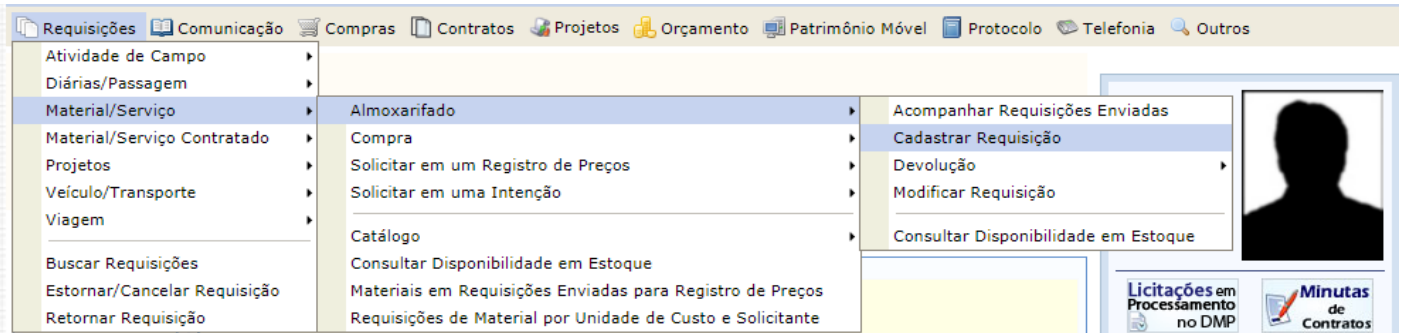 Requisições Comunicação Compras Contratos Projetos Orçamento Patrimônio Móvel Protocolo Telefonia Outros
Atividade de Campo
Diárias/Passagem
Material/Serviço
Material/Serviço Contratado
Projetos
Veículo/Transporte
Viagem
Buscar Requisições
Estornar/Cancelar Requisição
Retornar Requisição
Almoxarifado
Compra
Solicitar em um Registro de Preços
Solicitar em uma Intenção
Catálogo
Consultar Disponibilidade em Estoque
Materiais em Requisições Enviadas para Registro de Preços
Requisições de Material por Unidade de Custo e Solicitante
Acompanhar Requisições Enviadas
Cadastrar Requisição
Devolução
Modificar Requisição
Consultar Disponibilidade em Estoque
Licitações em
Processamento
no DMP
Minutas
de
Contratos